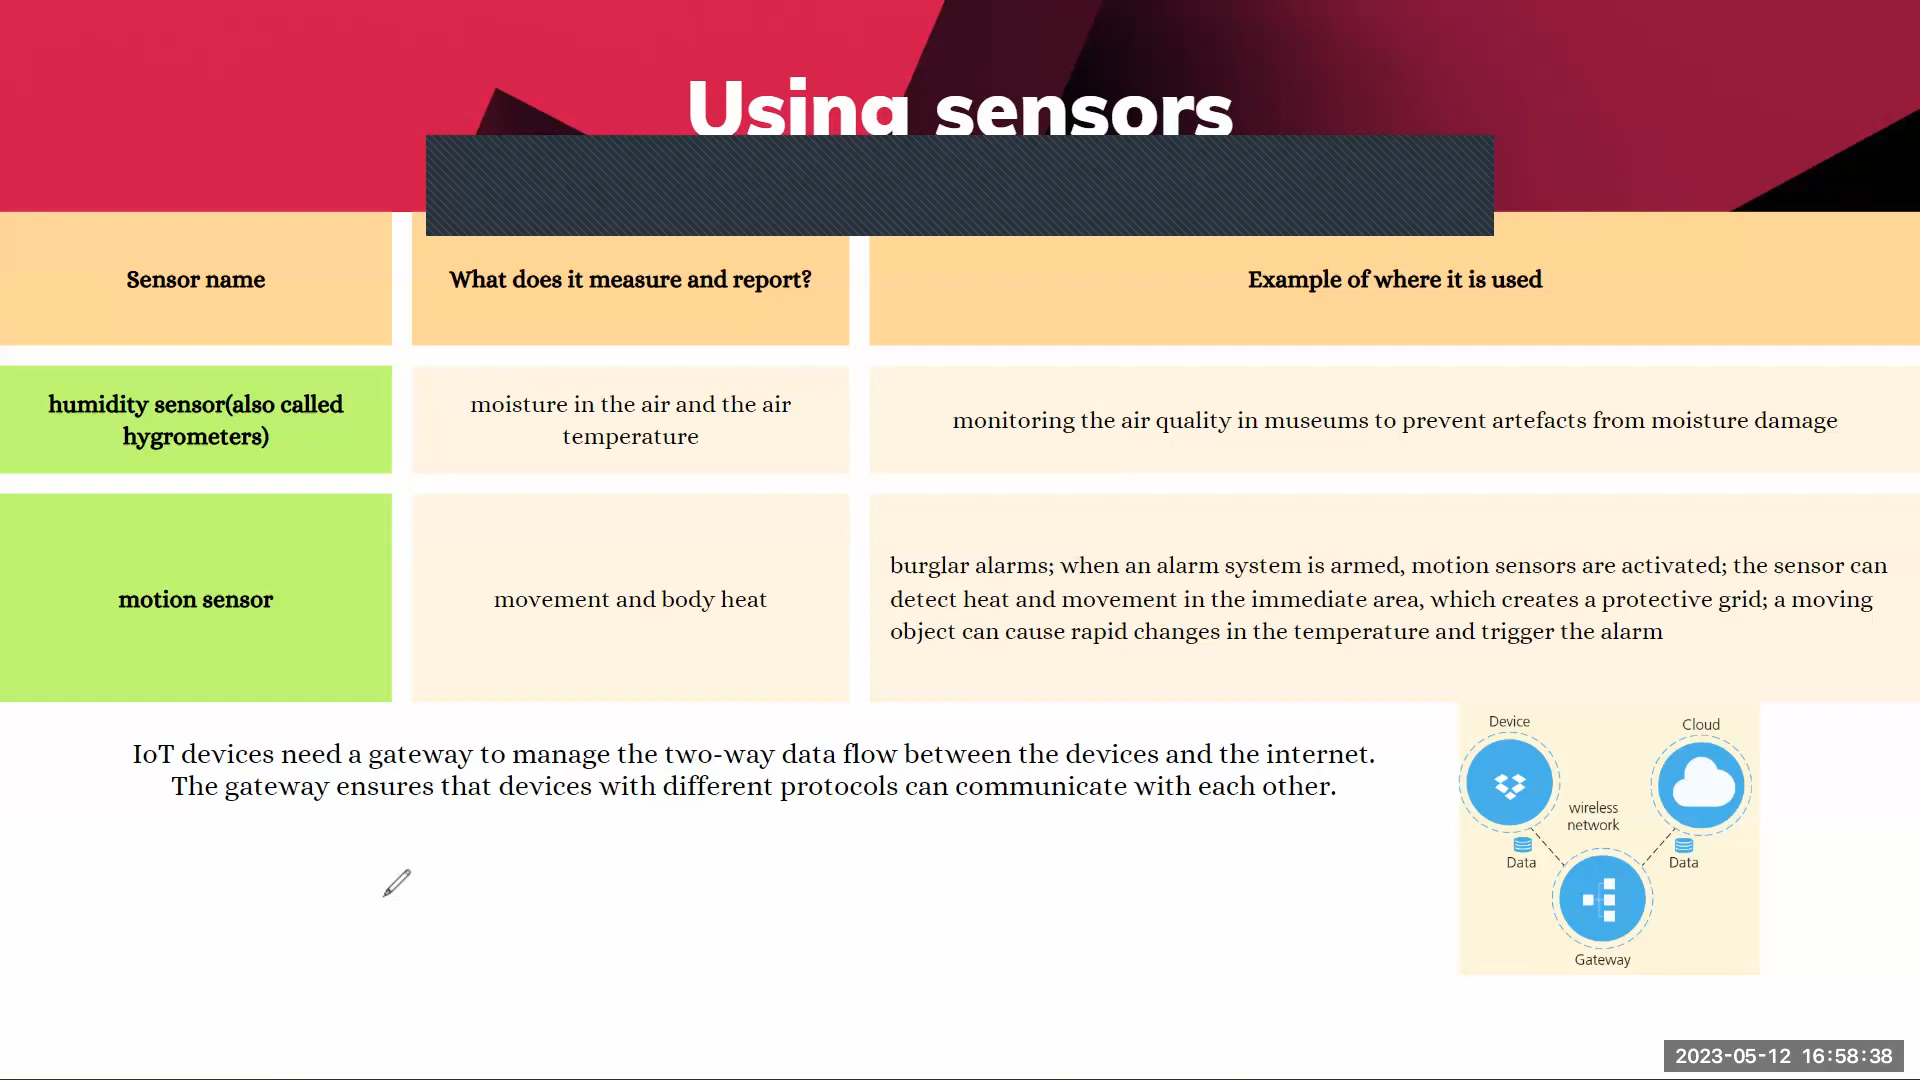 Using sensors
Sensor name
What does it measure and report?
Example of where it is used
humidity sensor(also called
hygrometers)
moisture in the air and the air
temperature
monitoring the air quality in museums to prevent artefacts from moisture damage
motion sensor
movement and body heat
burglar alarms; when an alarm system is armed, motion sensors are activated; the sensor can
detect heat and movement in the immediate area, which creates a protective grid; a moving
object can cause rapid changes in the temperature and trigger the alarm
IoT devices need a gateway to manage the two-way data flow between the devices and the internet.
The gateway ensures that devices with different protocols can communicate with each other.
Device
Cloud
wireless
network
Data
Data
Gateway
2023-05-12 16:58:38